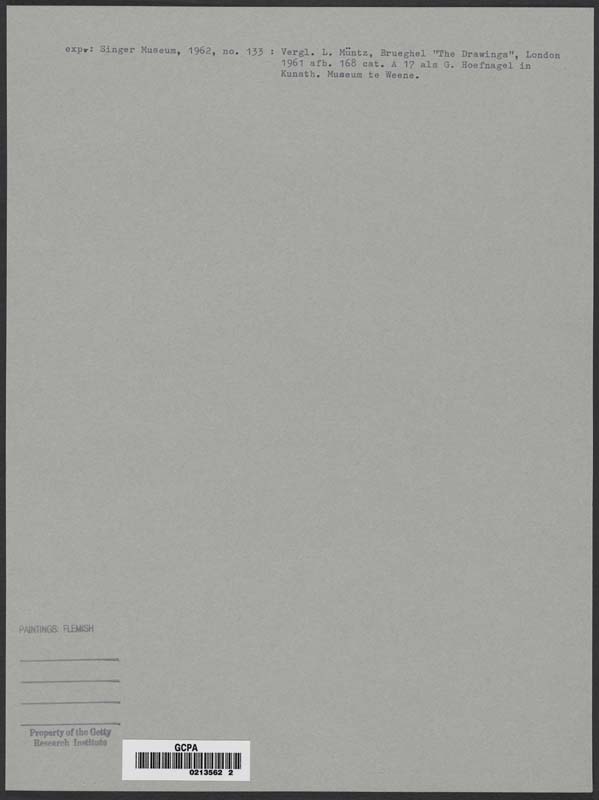 exp.: Singer Museum, 1962, no. 133 : Vergl. L. Müntz, Brueghel "The Drawings", London
1961 afb. 168 cat. A 17 als G. Hoefnagel in
Kunsth. Museum te Weene.
PAINTINGS: FLEMISH
Property of the Getty
Research Institute
GCPA
0213562 2